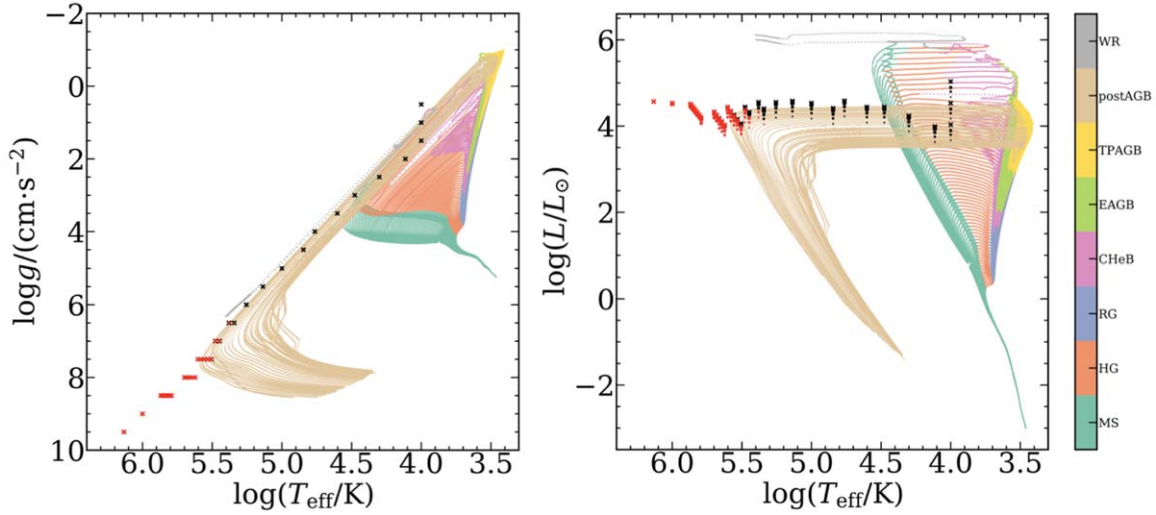 −2
0
2
4
6
8
10
6.0 5.5 5.0 4.5 4.0 3.5
log(Teff/K)
logg/(cm·s−2)
6
4
2
0
−2
6.0 5.5 5.0 4.5 4.0 3.5
log(Teff/K)
log(L/L⊙)
WR
postAGB
TPAGB
EAGB
CHeB
RG
HG
MS